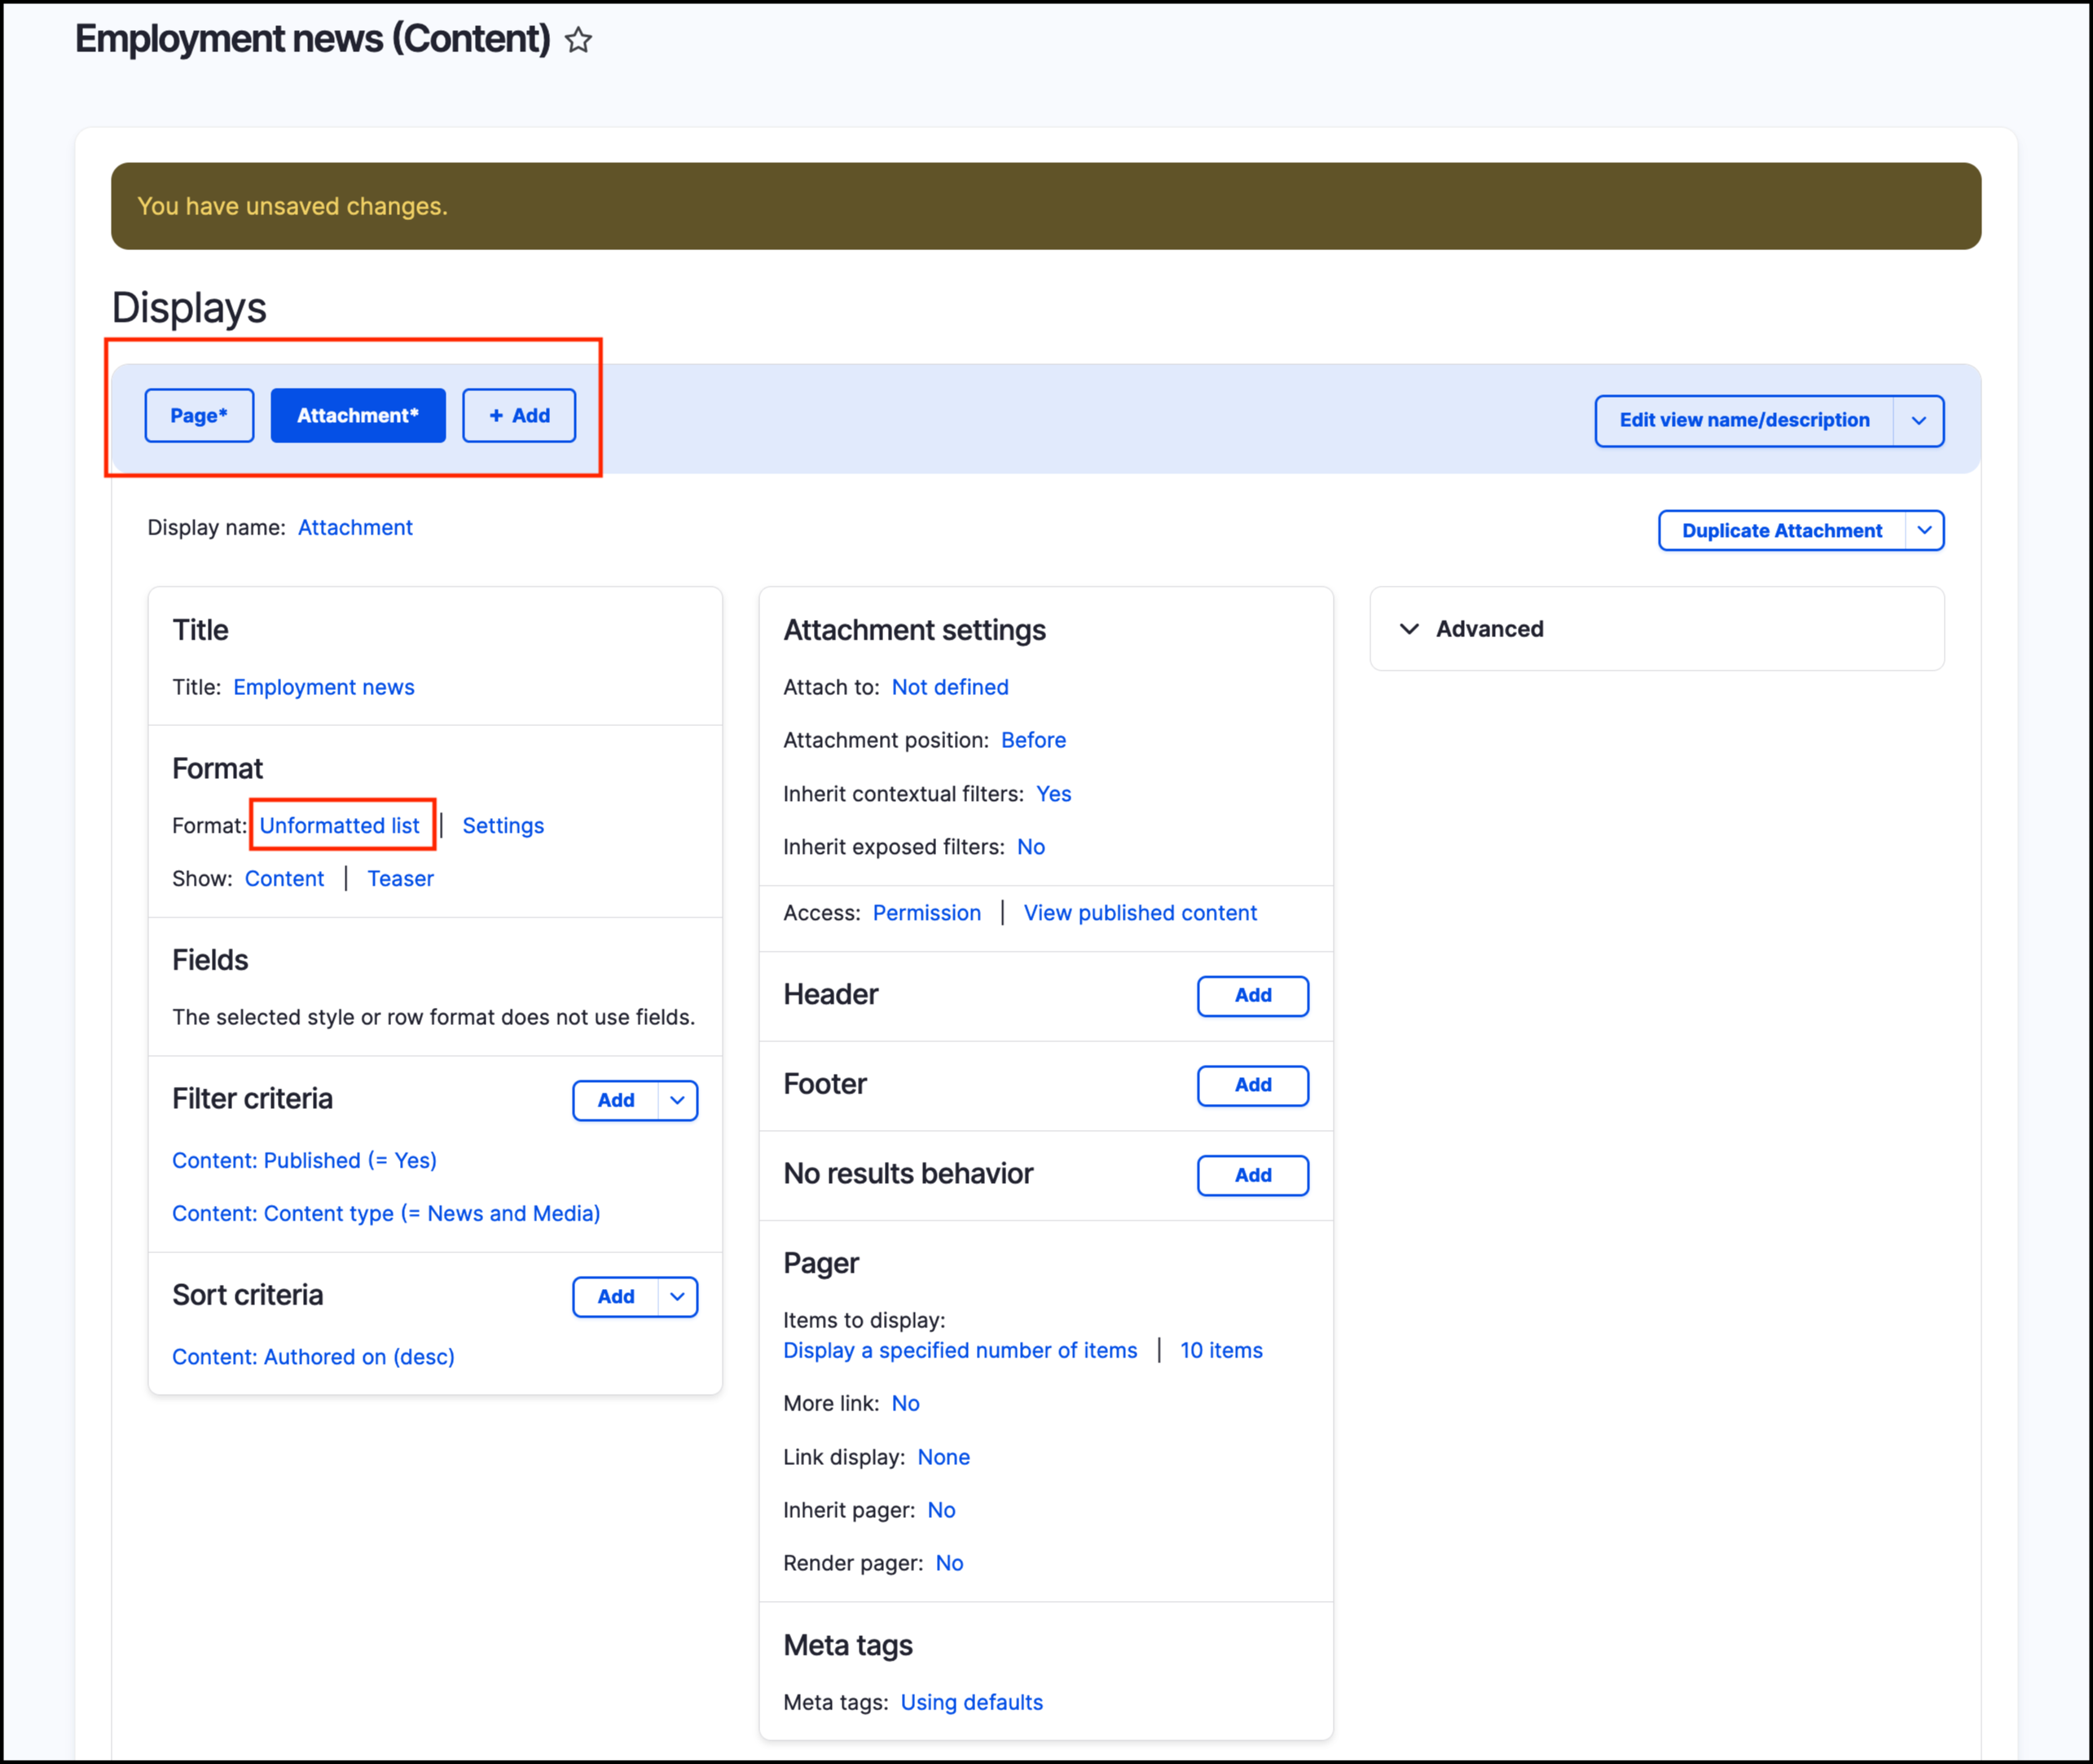 Employment news (Content)
You have unsaved changes.
Displays
Page*
Attachment*
+ Add
Edit view name/description
Display name: Attachment
Duplicate Attachment
Title
Title: Employment news
Format
Format: Unformatted list | Settings
Show: Content | Teaser
Fields
The selected style or row format does not use fields.
Filter criteria
Add
Content: Published (= Yes)
Content: Content type (= News and Media)
Sort criteria
Add
Content: Authored on (desc)
Attachment settings
Attach to: Not defined
Attachment position: Before
Inherit contextual filters: Yes
Inherit exposed filters: No
Access: Permission | View published content
Header
Add
Footer
Add
No results behavior
Add
Pager
Items to display:
Display a specified number of items | 10 items
More link: No
Link display: None
Inherit pager: No
Render pager: No
Meta tags
Meta tags: Using defaults
Advanced